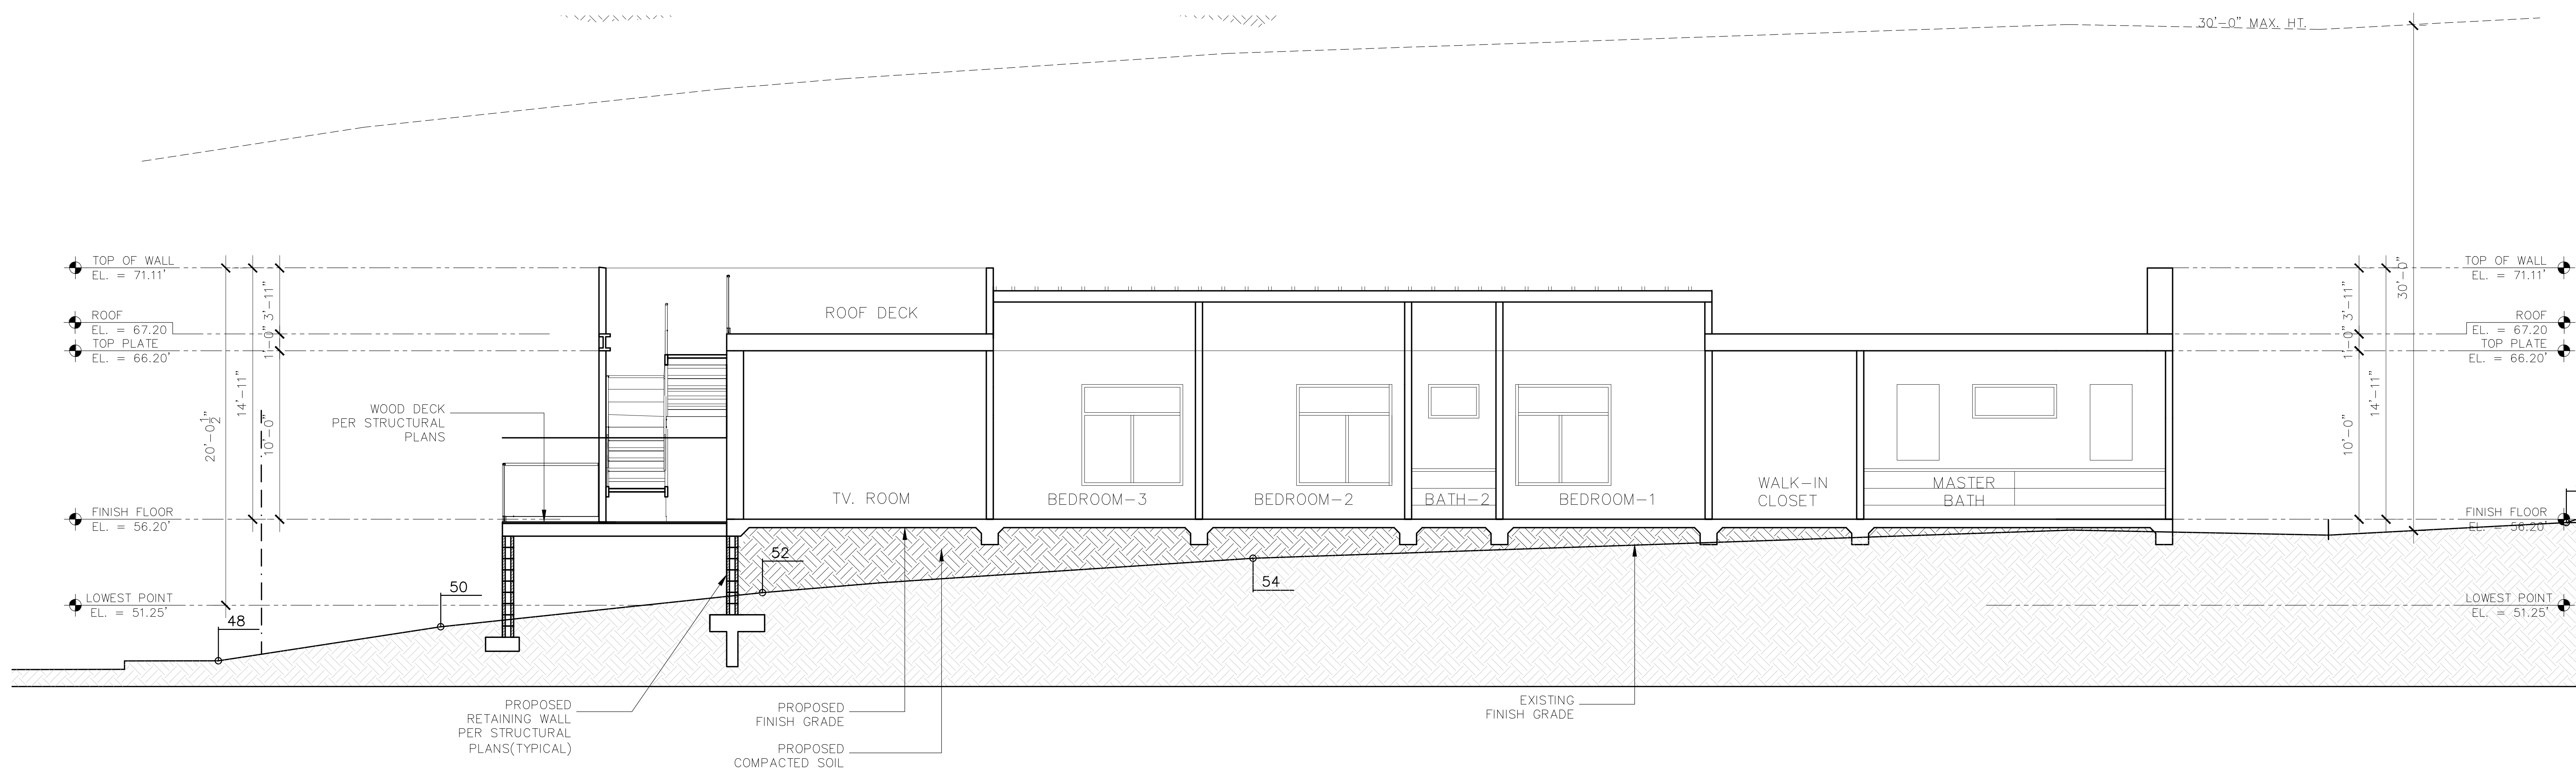 30'-0" MAX. HT.
TOP OF WALL
EL. = 71.11'
ROOF
EL. = 67.20
TOP PLATE
EL. = 66.20'
FINISH FLOOR
EL. = 56.20'
LOWEST POINT
EL. = 51.25'
20'-0 1/2"
14'-11"
3'-11"
1'-0"
10'-0"
WOOD DECK
PER STRUCTURAL
PLANS
ROOF DECK
TV. ROOM
BEDROOM-3
BEDROOM-2
BATH-2
BEDROOM-1
WALK-IN
CLOSET
MASTER
BATH
48
50
52
54
PROPOSED
RETAINING WALL
PER STRUCTURAL
PLANS(TYPICAL)
PROPOSED
FINISH GRADE
PROPOSED
COMPACTED SOIL
EXISTING
FINISH GRADE
3'-11"
1'-0"
10'-0"
14'-11"
30'-0"
TOP OF WALL
EL. = 71.11'
ROOF
EL. = 67.20
TOP PLATE
EL. = 66.20'
FINISH FLOOR
EL. = 56.20'
LOWEST POINT
EL. = 51.25'